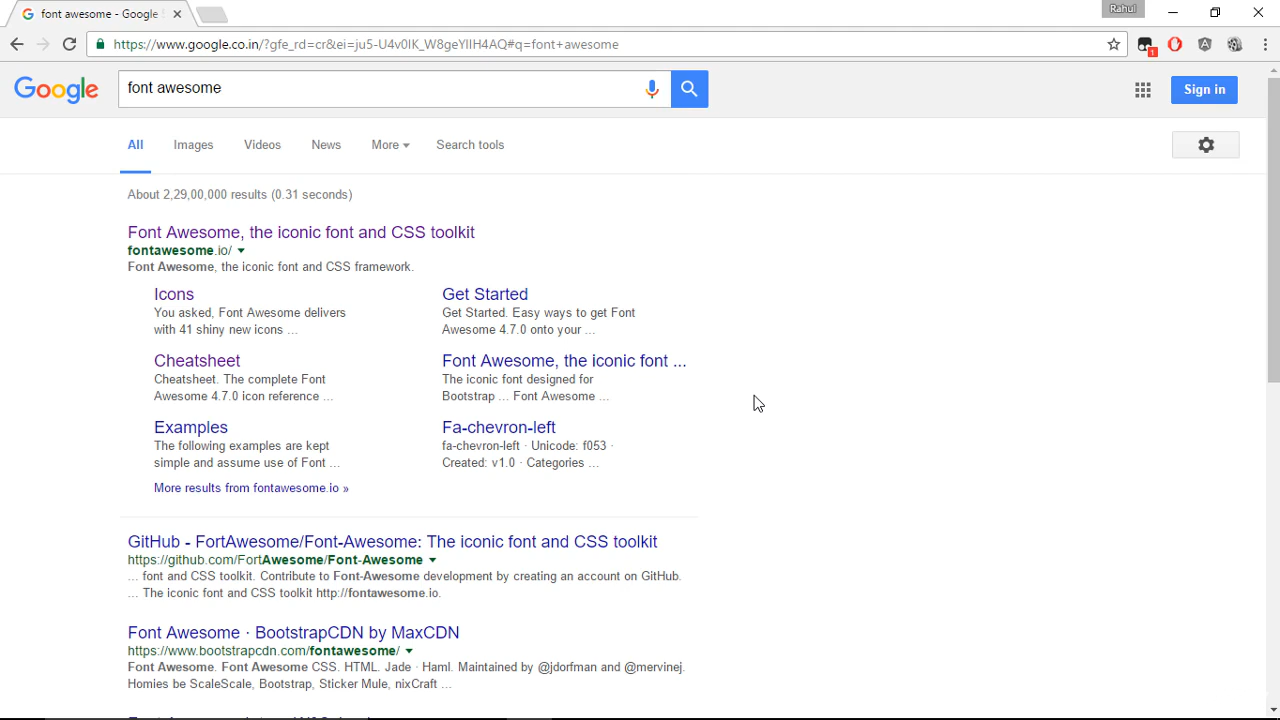 font awesome - Google
Rahul
https://www.google.co.in/?gfe_rd=cr&ei=ju5-U4v0IK_W8geYlIH4AQ#q=font+awesome
1
Google
font awesome
Sign in
All Images Videos News More Search tools
About 2,29,00,000 results (0.31 seconds)
Font Awesome, the iconic font and CSS toolkit
fontawesome.io/
Font Awesome, the iconic font and CSS framework.
Icons
You asked, Font Awesome delivers
with 41 shiny new icons ...
Get Started
Get Started. Easy ways to get Font
Awesome 4.7.0 onto your ...
Cheatsheet
Cheatsheet. The complete Font
Awesome 4.7.0 icon reference ...
Font Awesome, the iconic font ...
The iconic font designed for
Bootstrap ... Font Awesome ...
Examples
The following examples are kept
simple and assume use of Font ...
Fa-chevron-left
fa-chevron-left · Unicode: f053 ·
Created: v1.0 · Categories ...
More results from fontawesome.io »
GitHub - FortAwesome/Font-Awesome: The iconic font and CSS toolkit
https://github.com/FortAwesome/Font-Awesome
... font and CSS toolkit. Contribute to Font-Awesome development by creating an account on GitHub.
... The iconic font and CSS toolkit http://fontawesome.io.
Font Awesome · BootstrapCDN by MaxCDN
https://www.bootstrapcdn.com/fontawesome/
Font Awesome. Font Awesome CSS. HTML. Jade · Haml. Maintained by @jdorfman and @mervinej.
Homies be ScaleScale, Bootstrap, Sticker Mule, nixCraft ...